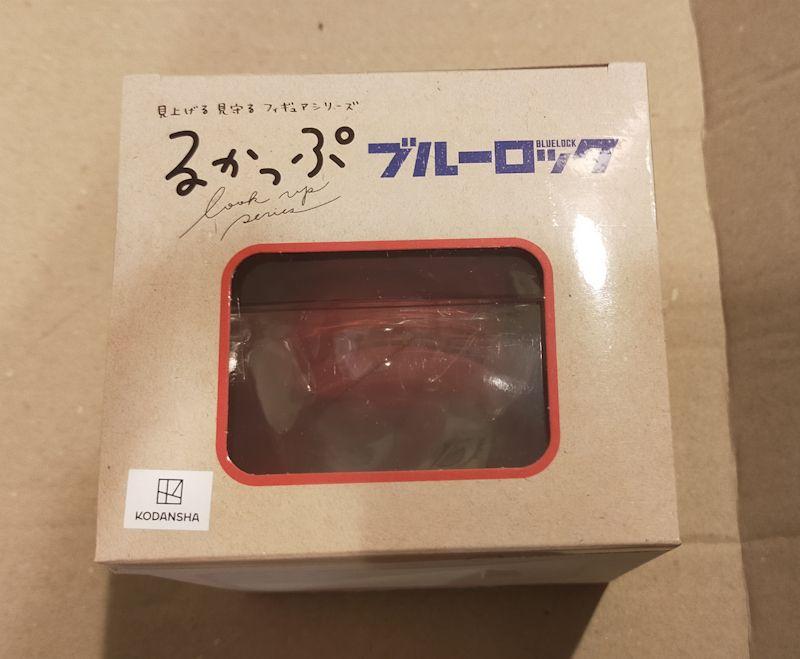 見上げる 見守る フィギュアシリーズ
るかっぷ
look up
series
ブルーロック
BLUELOCK
KODANSHA